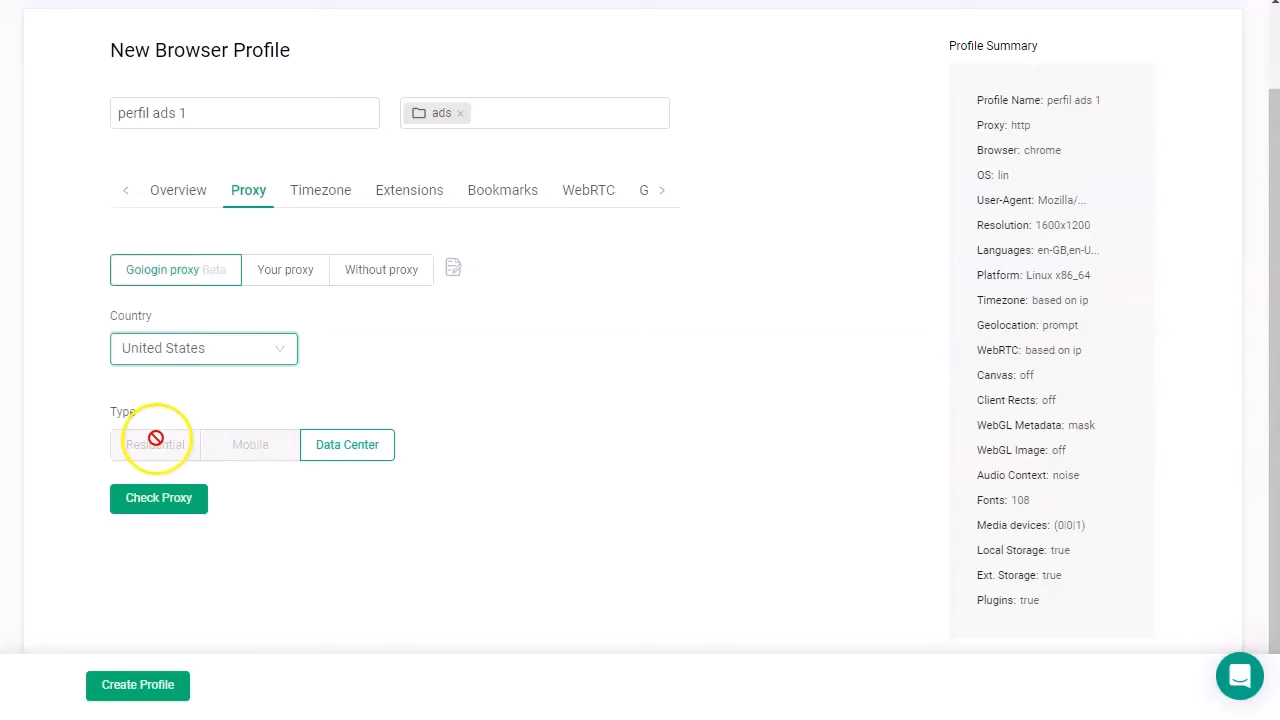 New Browser Profile
perfil ads 1
ads ×
Overview Proxy Timezone Extensions Bookmarks WebRTC G
Gologin proxy Beta Your proxy Without proxy
Country
United States
Type
Residential Mobile Data Center
Check Proxy
Create Profile
Profile Summary
Profile Name: perfil ads 1
Proxy: http
Browser: chrome
OS: lin
User-Agent: Mozilla/...
Resolution: 1600x1200
Languages: en-GB,en-U...
Platform: Linux x86_64
Timezone: based on ip
Geolocation: prompt
WebRTC: based on ip
Canvas: off
Client Rects: off
WebGL Metadata: mask
WebGL Image: off
Audio Context: noise
Fonts: 108
Media devices: (0|0|1)
Local Storage: true
Ext. Storage: true
Plugins: true